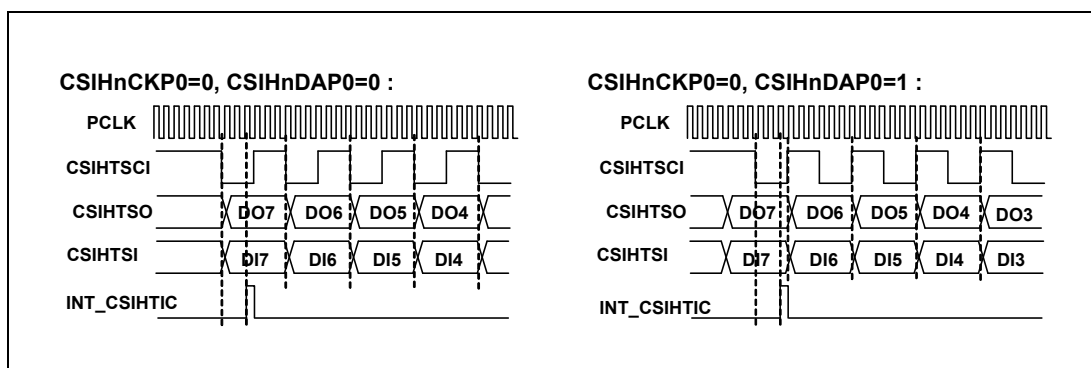 CSIHnCKP0=0, CSIHnDAP0=0 :
PCLK
CSIHTSCI
CSIHTSO DO7 DO6 DO5 DO4
CSIHTSI DI7 DI6 DI5 DI4
INT_CSIHTIC
CSIHnCKP0=0, CSIHnDAP0=1 :
PCLK
CSIHTSCI
CSIHTSO DO7 DO6 DO5 DO4 DO3
CSIHTSI DI7 DI6 DI5 DI4 DI3
INT_CSIHTIC